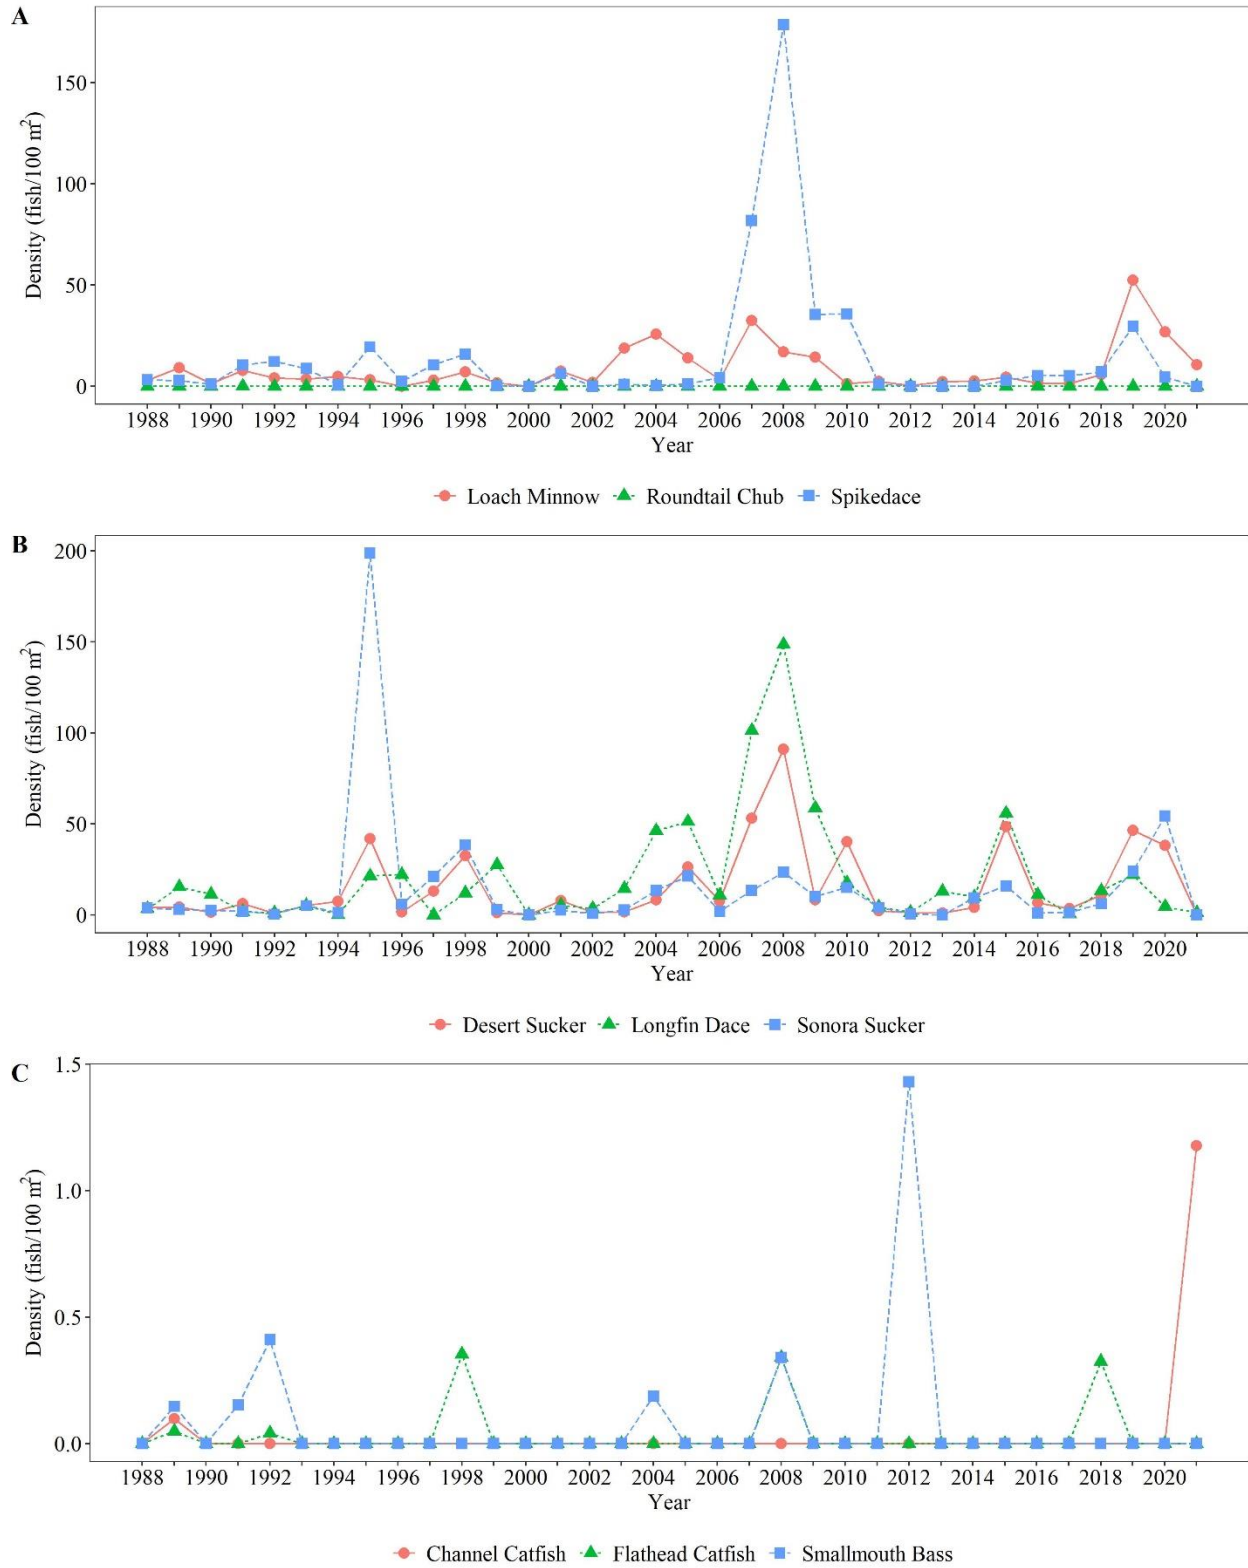 A
Density (fish/100 m²)
150
100
50
0
1988 1990 1992 1994 1996 1998 2000 2002 2004 2006 2008 2010 2012 2014 2016 2018 2020
Year
Loach Minnow Roundtail Chub Spikedace
B
Density (fish/100 m²)
200
150
100
50
0
1988 1990 1992 1994 1996 1998 2000 2002 2004 2006 2008 2010 2012 2014 2016 2018 2020
Year
Desert Sucker Longfin Dace Sonora Sucker
C
Density (fish/100 m²)
1.5
1.0
0.5
0.0
1988 1990 1992 1994 1996 1998 2000 2002 2004 2006 2008 2010 2012 2014 2016 2018 2020
Year
Channel Catfish Flathead Catfish Smallmouth Bass